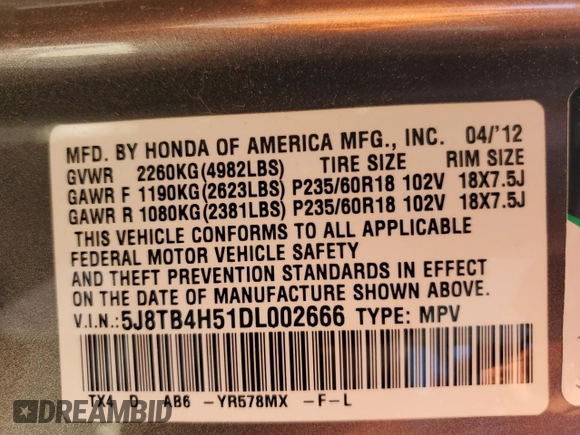 MFD. BY HONDA OF AMERICA MFG., INC. 04/'12
GVWR 2260KG(4982LBS) TIRE SIZE RIM SIZE
GAWR F 1190KG(2623LBS) P235/60R18 102V 18X7.5J
GAWR R 1080KG(2381LBS) P235/60R18 102V 18X7.5J
THIS VEHICLE CONFORMS TO ALL APPLICABLE
FEDERAL MOTOR VEHICLE SAFETY
AND THEFT PREVENTION STANDARDS IN EFFECT
ON THE DATE OF MANUFACTURE SHOWN ABOVE.
V.I.N.:5J8TB4H51DL002666 TYPE: MPV
TX4 D AB6 -YR578MX -F-L
DREAMBID